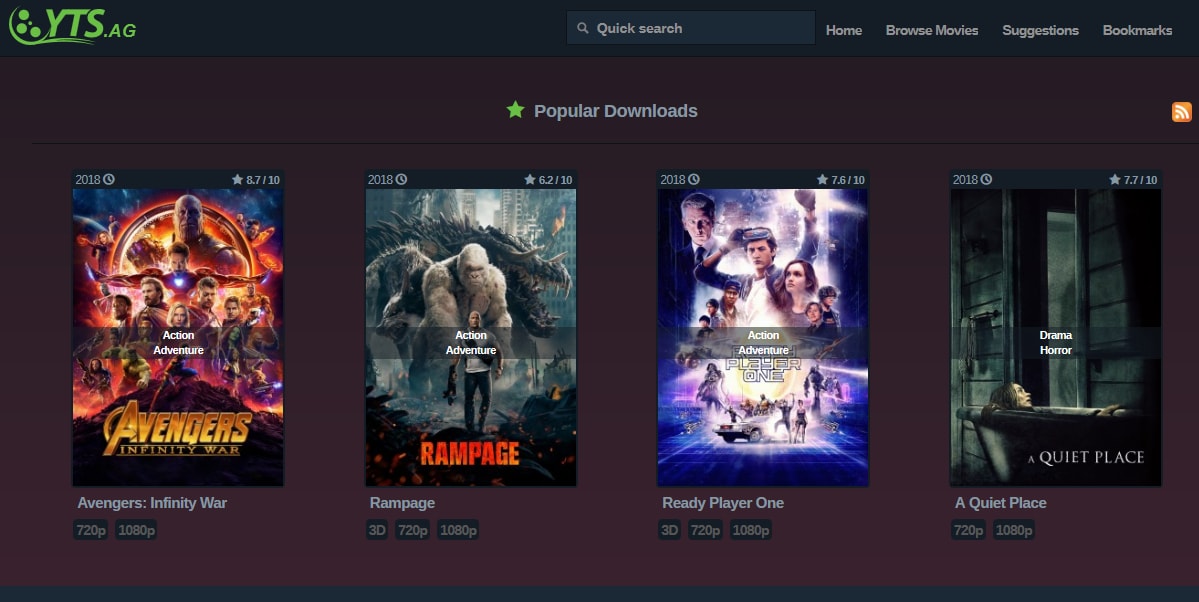 YTS.AG
Quick search
Home
Browse Movies
Suggestions
Bookmarks
Popular Downloads
2018
8.7 / 10
Action
Adventure
AVENGERS
INFINITY WAR
Avengers: Infinity War
720p 1080p
2018
6.2 / 10
Action
Adventure
RAMPAGE
Rampage
3D 720p 1080p
2018
7.6 / 10
Action
Adventure
READY
PLAYER
ONE
Ready Player One
3D 720p 1080p
2018
7.7 / 10
Drama
Horror
A QUIET PLACE
A Quiet Place
720p 1080p